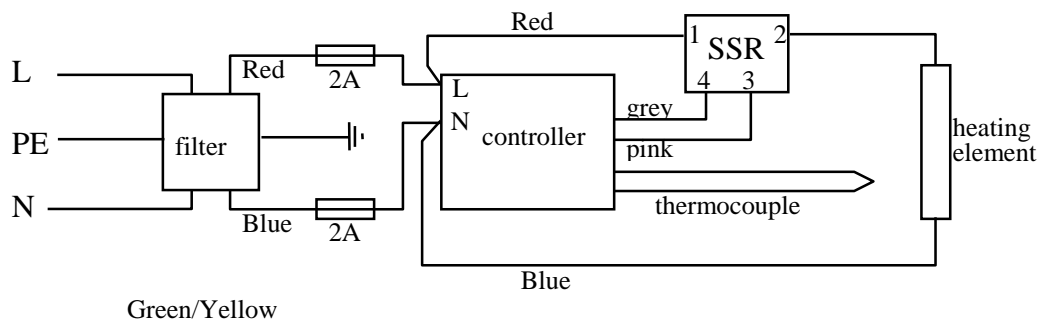 Red
1
2
SSR
4
3
L
Red
2A
L
N
grey
controller
pink
PE
filter
heating
element
N
Blue
2A
thermocouple
Blue
Green/Yellow